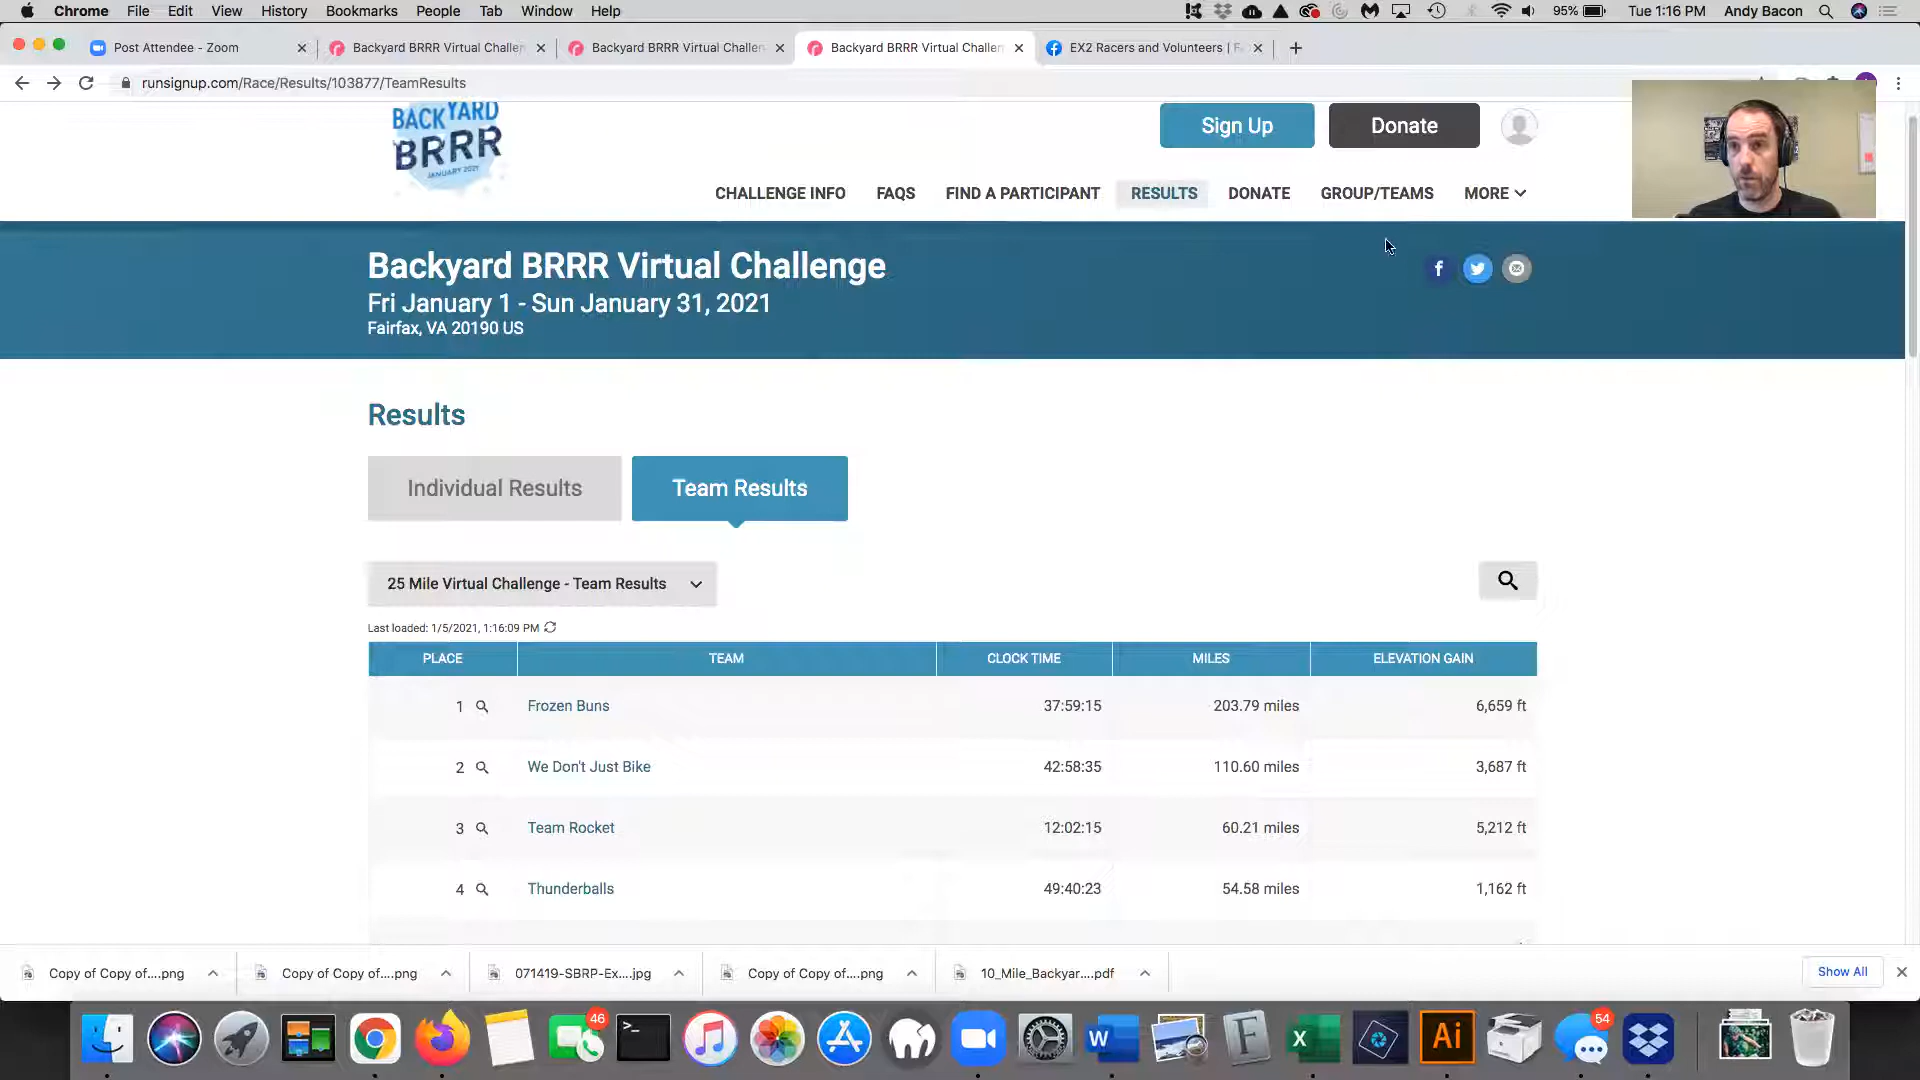 Chrome File Edit View History Bookmarks People Tab Window Help 95% Tue 1:16 PM Andy Bacon
Post Attendee - Zoom Backyard BRRR Virtual Challen Backyard BRRR Virtual Challen Backyard BRRR Virtual Challen EX2 Racers and Volunteers |
runsignup.com/Race/Results/103877/TeamResults
BACKYARD
BRRR
JANUARY 2021
Sign Up Donate
CHALLENGE INFO FAQS FIND A PARTICIPANT RESULTS DONATE GROUP/TEAMS MORE
Backyard BRRR Virtual Challenge
Fri January 1 - Sun January 31, 2021
Fairfax, VA 20190 US
Results
Individual Results Team Results
25 Mile Virtual Challenge - Team Results
Last loaded: 1/5/2021, 1:16:09 PM
PLACE TEAM CLOCK TIME MILES ELEVATION GAIN
1 Frozen Buns 37:59:15 203.79 miles 6,659 ft
2 We Don't Just Bike 42:58:35 110.60 miles 3,687 ft
3 Team Rocket 12:02:15 60.21 miles 5,212 ft
4 Thunderballs 49:40:23 54.58 miles 1,162 ft
Copy of Copy of....png Copy of Copy of....png 071419-SBRP-Ex....jpg Copy of Copy of....png 10_Mile_Backyar....pdf Show All
46 W F X Ai 54